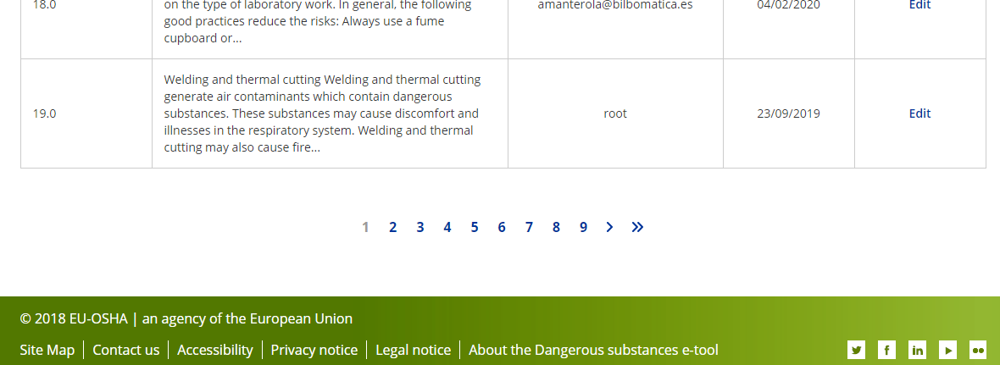 18.0
on the type of laboratory work. In general, the following
good practices reduce the risks: Always use a fume
cupboard or...
amanterola@bilbomatica.es
04/02/2020
Edit
19.0
Welding and thermal cutting Welding and thermal cutting
generate air contaminants which contain dangerous
substances. These substances may cause discomfort and
illnesses in the respiratory system. Welding and thermal
cutting may also cause fire...
root
23/09/2019
Edit
1 2 3 4 5 6 7 8 9 › »
© 2018 EU-OSHA | an agency of the European Union
Site Map | Contact us | Accessibility | Privacy notice | Legal notice | About the Dangerous substances e-tool